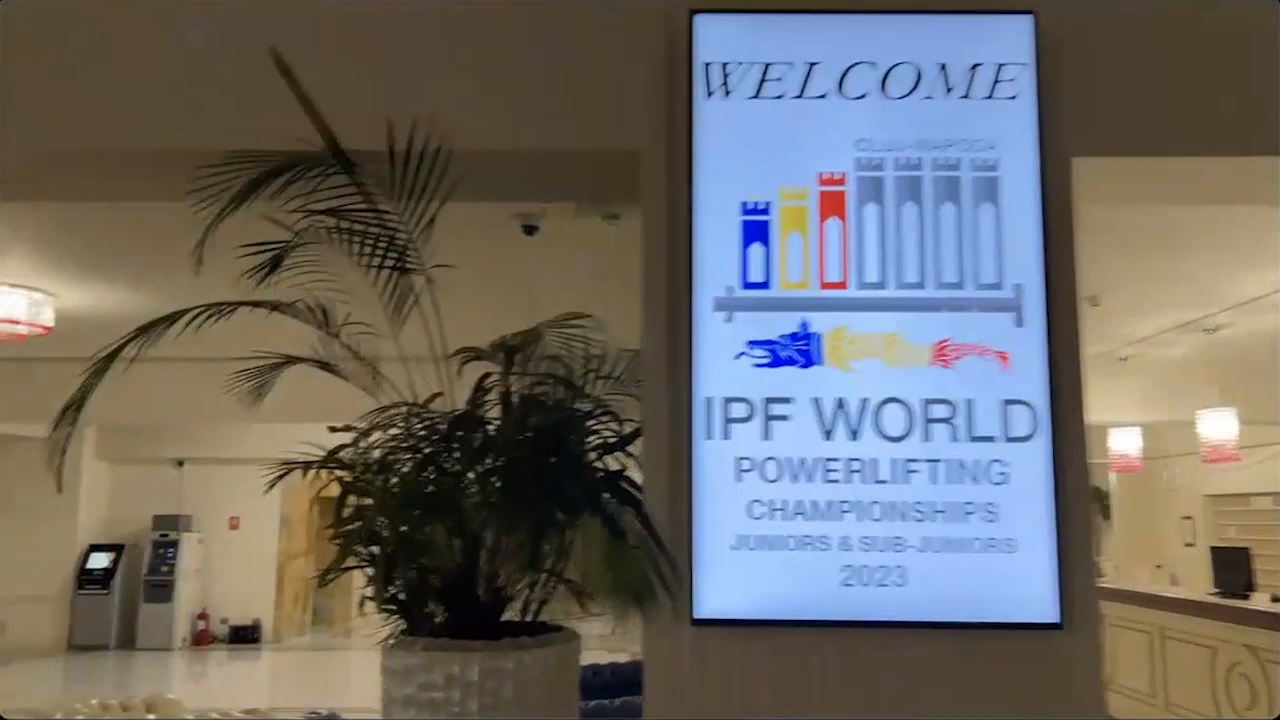 WELCOME
CLUJ-NAPOCA
IPF WORLD
POWERLIFTING
CHAMPIONSHIPS
JUNIORS & SUB-JUNIORS
2023